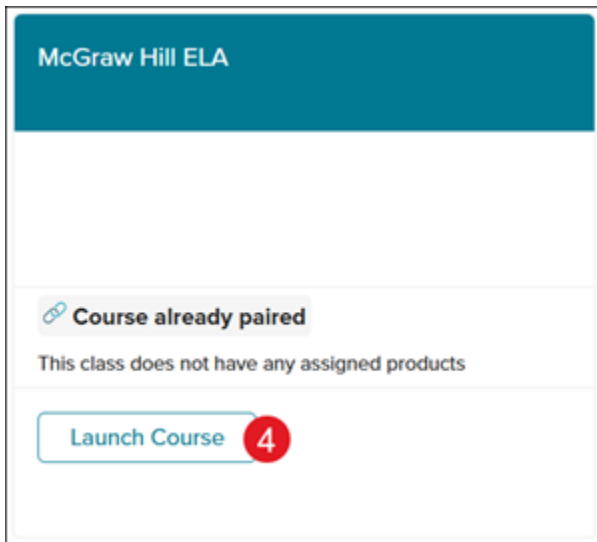 McGraw Hill ELA
Course already paired
This class does not have any assigned products
Launch Course 4